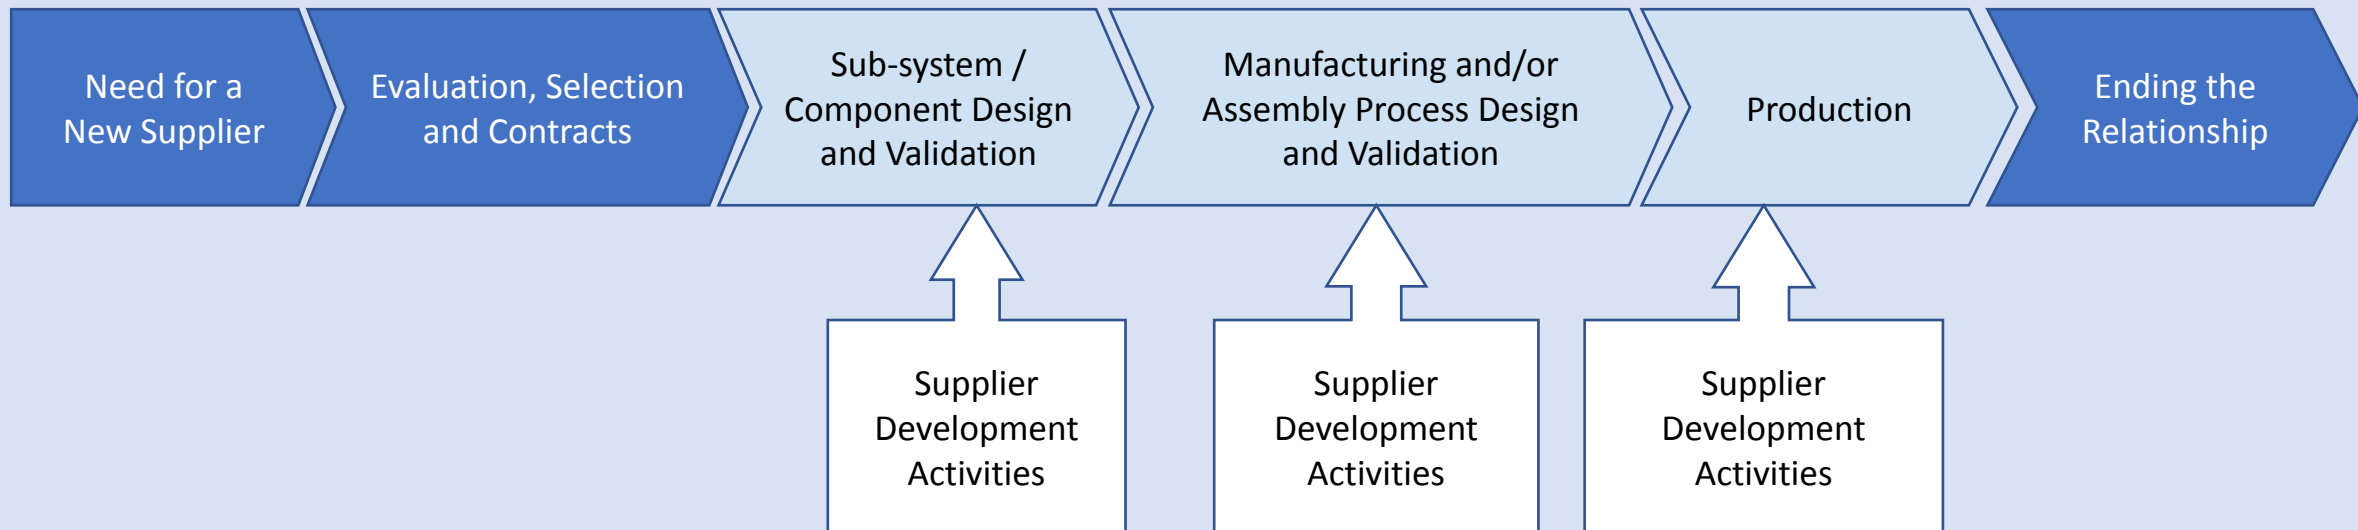 Need for a
New Supplier
Evaluation, Selection
and Contracts
Sub-system /
Component Design
and Validation
Manufacturing and/or
Assembly Process Design
and Validation
Production
Ending the
Relationship
Supplier
Development
Activities
Supplier
Development
Activities
Supplier
Development
Activities